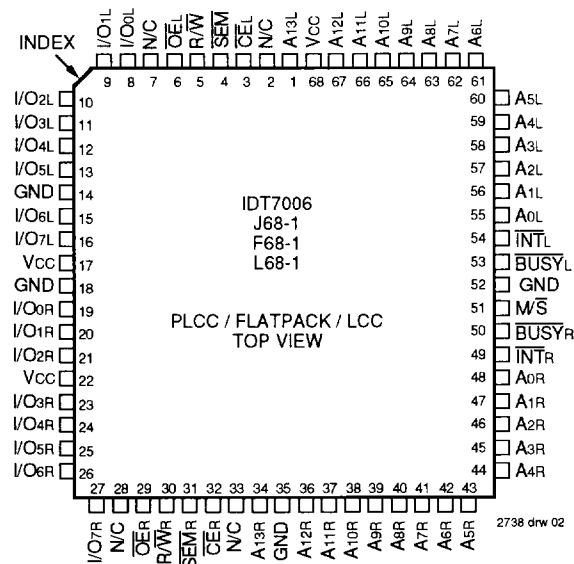 INDEX
I/O1L I/O0L N/C OEL R/WL SEML CEL N/C A13L VCC A12L A11L A10L A9L A8L A7L A6L
9 8 7 6 5 4 3 2 1 68 67 66 65 64 63 62 61
I/O2L 10 60 A5L
I/O3L 11 59 A4L
I/O4L 12 58 A3L
I/O5L 13 57 A2L
GND 14 56 A1L
I/O6L 15 55 A0L
I/O7L 16 54 INTL
VCC 17 53 BUSYL
GND 18 52 GND
I/O0R 19 51 M/S
I/O1R 20 50 BUSYR
I/O2R 21 49 INTR
VCC 22 48 A0R
I/O3R 23 47 A1R
I/O4R 24 46 A2R
I/O5R 25 45 A3R
I/O6R 26 44 A4R
IDT7006
J68-1
F68-1
L68-1
PLCC / FLATPACK / LCC
TOP VIEW
27 28 29 30 31 32 33 34 35 36 37 38 39 40 41 42 43
I/O7R N/C OER R/WR SEMR CER N/C A13R GND A12R A11R A10R A9R A8R A7R A6R A5R
2738 drw 02